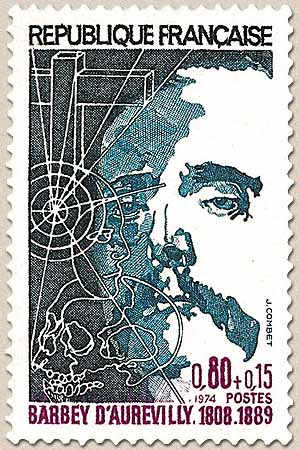 REPUBLIQUE FRANÇAISE
J. COMBET
0,80+0,15
1974 POSTES
BARBEY D'AUREVILLY.1808-1889